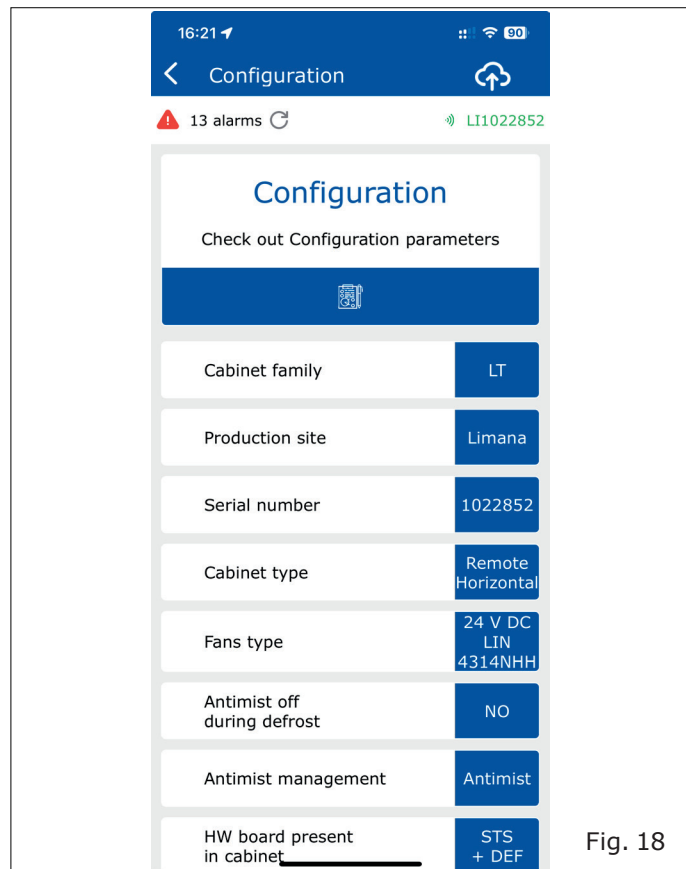 16:21
90
Configuration
13 alarms
LI1022852
Configuration
Check out Configuration parameters
Cabinet family
LT
Production site
Limana
Serial number
1022852
Cabinet type
Remote
Horizontal
Fans type
24 V DC
LIN
4314NHH
Antimist off
during defrost
NO
Antimist management
Antimist
HW board present
in cabinet
STS
+ DEF
Fig. 18